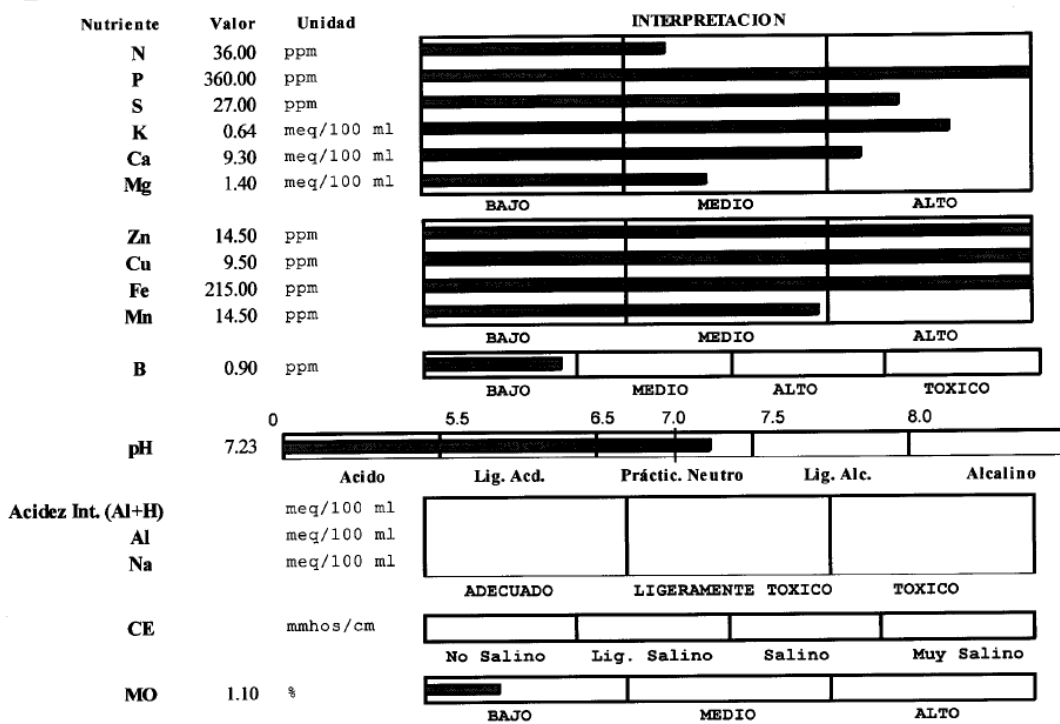 Nutriente Valor Unidad INTERPRETACION
N 36.00 ppm
P 360.00 ppm
S 27.00 ppm
K 0.64 meq/100 ml
Ca 9.30 meq/100 ml
Mg 1.40 meq/100 ml
BAJO MEDIO ALTO
Zn 14.50 ppm
Cu 9.50 ppm
Fe 215.00 ppm
Mn 14.50 ppm
BAJO MEDIO ALTO
B 0.90 ppm
BAJO MEDIO ALTO TOXICO
0 5.5 6.5 7.0 7.5 8.0
pH 7.23
Acido Lig. Acd. Práctic. Neutro Lig. Alc. Alcalino
Acidez Int. (Al+H) meq/100 ml
Al meq/100 ml
Na meq/100 ml
ADECUADO LIGERAMENTE TOXICO TOXICO
CE mmhos/cm
No Salino Lig. Salino Salino Muy Salino
MO 1.10 %
BAJO MEDIO ALTO